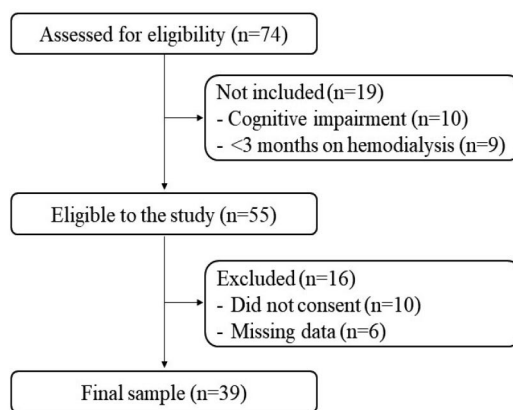 Assessed for eligibility (n=74)
Not included (n=19)
- Cognitive impairment (n=10)
- <3 months on hemodialysis (n=9)
Eligible to the study (n=55)
Excluded (n=16)
- Did not consent (n=10)
- Missing data (n=6)
Final sample (n=39)